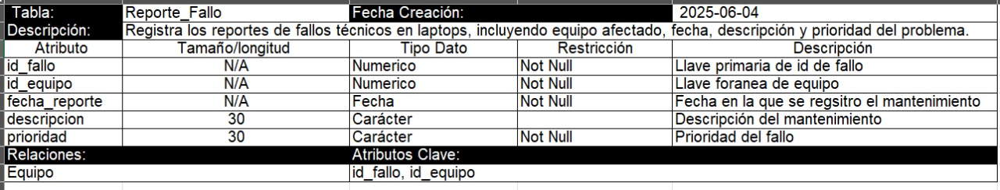 Tabla: Reporte_Fallo Fecha Creación: 2025-06-04
Descripción: Registra los reportes de fallos técnicos en laptops, incluyendo equipo afectado, fecha, descripción y prioridad del problema.
Atributo Tamaño/longitud Tipo Dato Restricción Descripción
id_fallo N/A Numerico Not Null Llave primaria de id de fallo
id_equipo N/A Numerico Not Null Llave foranea de equipo
fecha_reporte N/A Fecha Not Null Fecha en la que se regsitro el mantenimiento
descripcion 30 Carácter Descripción del mantenimiento
prioridad 30 Carácter Not Null Prioridad del fallo
Relaciones: Atributos Clave:
Equipo id_fallo, id_equipo